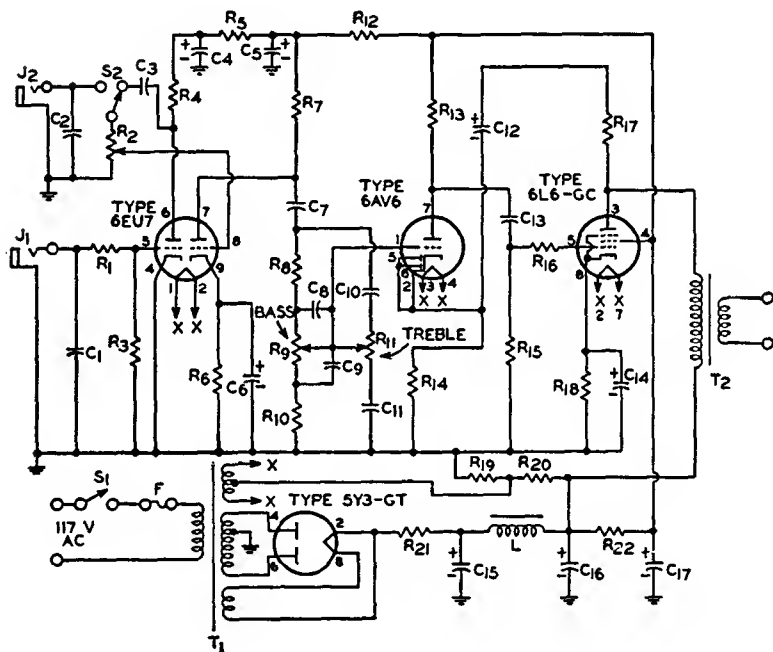 R5
R12
C4
C5
J2
S2
C3
R4
R7
R13
C12
R17
C2
R2
TYPE
6EU7
TYPE
6AV6
TYPE
6L6-GC
6
7
7
3
C7
C13
J1
R1
5
8
1
5
4
4
9
5
6
R16
8
1
2
2
3
4
X
X
X
X
X
X
2
7
R8
C8
C10
BASS
TREBLE
R3
R9
C9
R11
R15
T2
C1
R6
C6
R14
R18
C14
R10
C11
X
R19
R20
S1
F
X
TYPE 5Y3-GT
117 V
AC
4
2
6
8
R21
L
R22
C15
C16
C17
T1